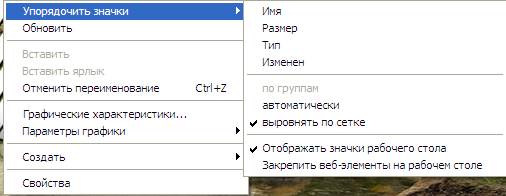 Упорядочить значки
Обновить
Вставить
Вставить ярлык
Отменить переименование Ctrl+Z
Графические характеристики...
Параметры графики
Создать
Свойства
Имя
Размер
Тип
Изменен
по группам
автоматически
выровнять по сетке
Отображать значки рабочего стола
Закрепить веб-элементы на рабочем столе